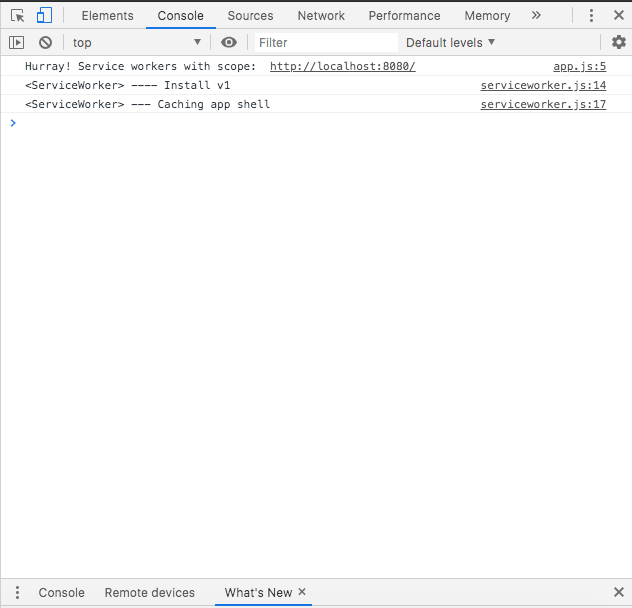 Elements Console Sources Network Performance Memory »
top Filter Default levels
Hurray! Service workers with scope: http://localhost:8080/ app.js:5
<ServiceWorker> ---- Install v1 serviceworker.js:14
<ServiceWorker> --- Caching app shell serviceworker.js:17
Console Remote devices What's New